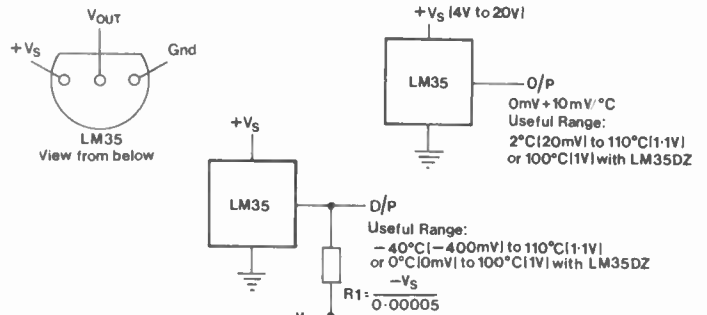 VOUT
+VS
Gnd
LM35
View from below
+VS (4V to 20V)
LM35
O/P
0mV+10mV/°C
Useful Range:
2°C(20mV) to 110°C(1·1V)
or 100°C(1V) with LM35DZ
+VS
LM35
O/P
Useful Range:
−40°C(−400mV) to 110°C(1·1V)
or 0°C(0mV) to 100°C(1V) with LM35DZ
R1= −VS
0·00005